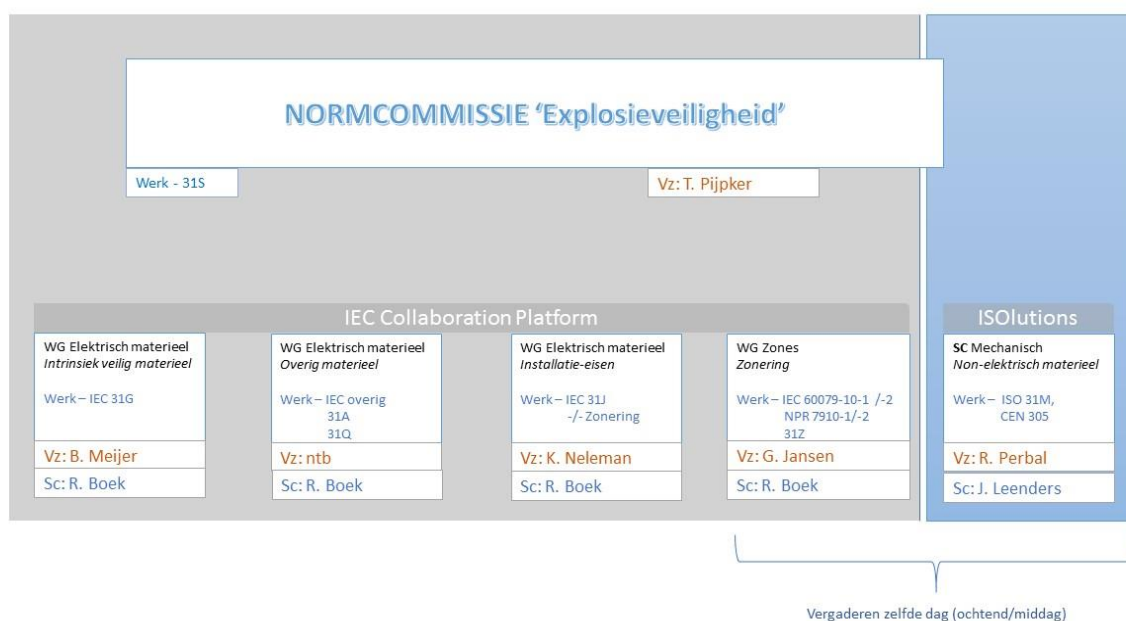 NORMCOMMISSIE ‘Explosieveiligheid’
Werk - 31S
Vz: T. Pijpker
IEC Collaboration Platform
WG Elektrisch materieel
Intrinsiek veilig materieel
Werk – IEC 31G
Vz: B. Meijer
Sc: R. Boek
WG Elektrisch materieel
Overig materieel
Werk – IEC overig
31A
31Q
Vz: ntb
Sc: R. Boek
WG Elektrisch materieel
Installatie-eisen
Werk – IEC 31J
-/- Zonering
Vz: K. Neleman
Sc: R. Boek
WG Zones
Zonering
Werk – IEC 60079-10-1 /-2
NPR 7910-1/-2
31Z
Vz: G. Jansen
Sc: R. Boek
ISOlutions
SC Mechanisch
Non-elektrisch materieel
Werk – ISO 31M,
CEN 305
Vz: R. Perbal
Sc: J. Leenders
Vergaderen zelfde dag (ochtend/middag)